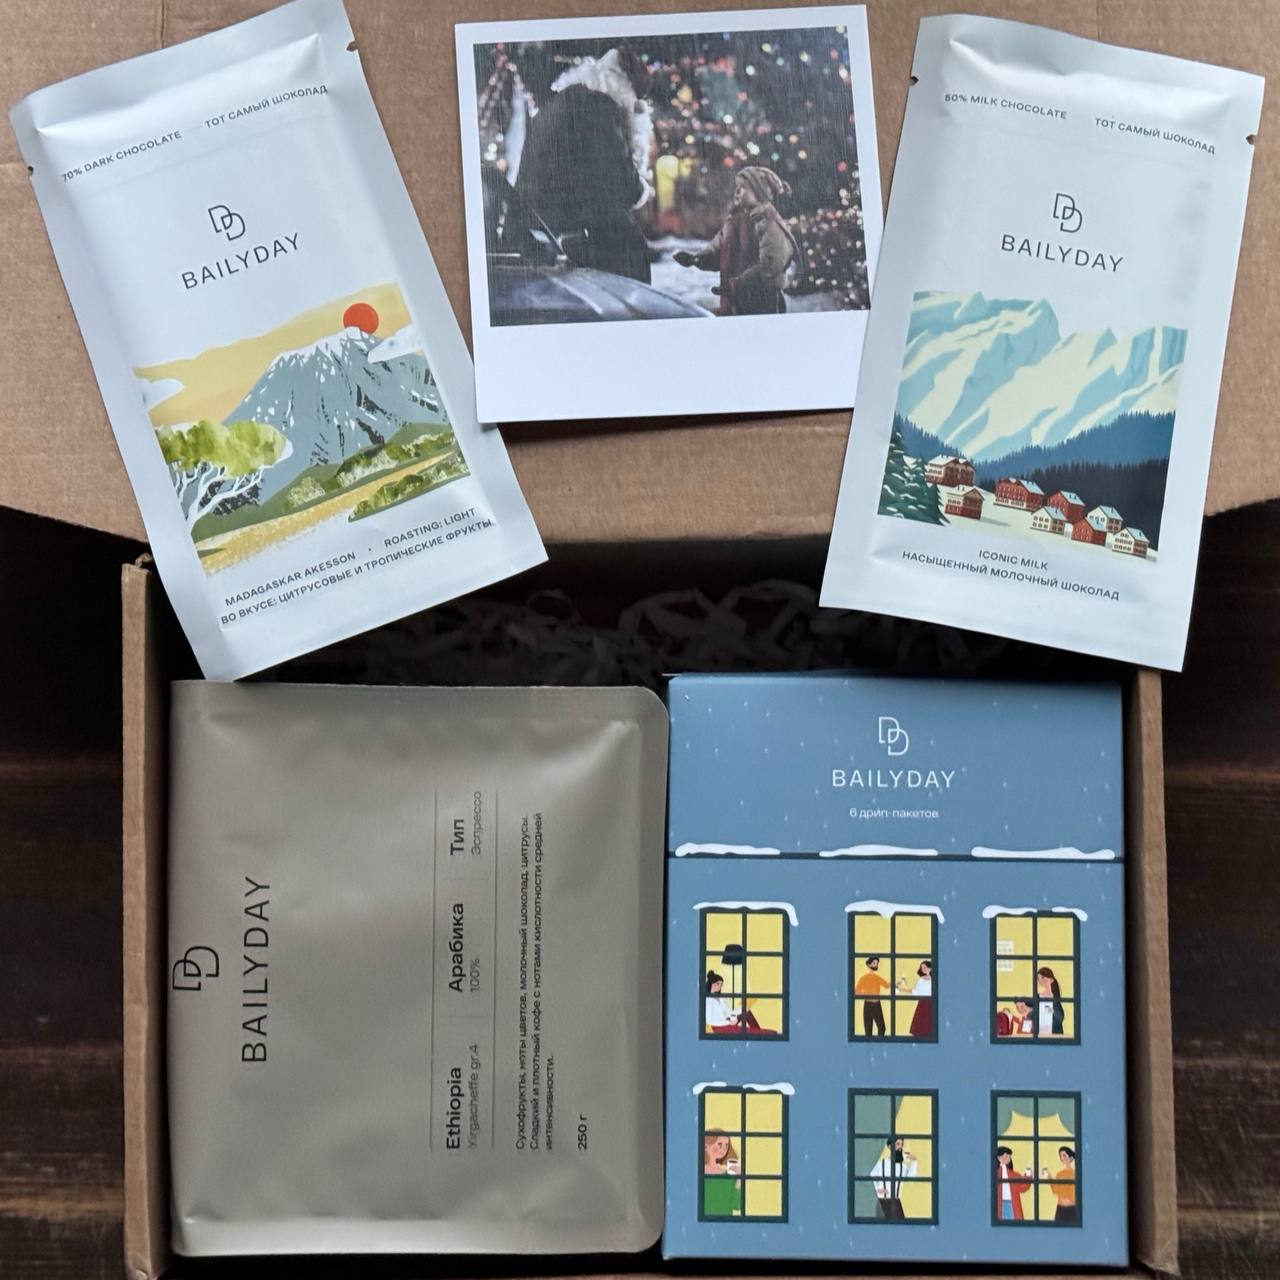 70% DARK CHOCOLATE ТОТ САМЫЙ ШОКОЛАД
BAILYDAY
MADAGASKAR AKESSON • ROASTING: LIGHT
ВО ВКУСЕ: ЦИТРУСОВЫЕ И ТРОПИЧЕСКИЕ ФРУКТЫ
50% MILK CHOCOLATE ТОТ САМЫЙ ШОКОЛАД
BAILYDAY
ICONIC MILK
НАСЫЩЕННЫЙ МОЛОЧНЫЙ ШОКОЛАД
BAILYDAY
Ethiopia Арабика Тип
Yirgacheffe gr.4 100% Эспрессо
Сухофрукты, ноты цветов, молочный шоколад, цитрусы.
Сладкий и плотный кофе с нотами кислотности средней
интенсивности.
250 г
BAILYDAY
6 дрип-пакетов